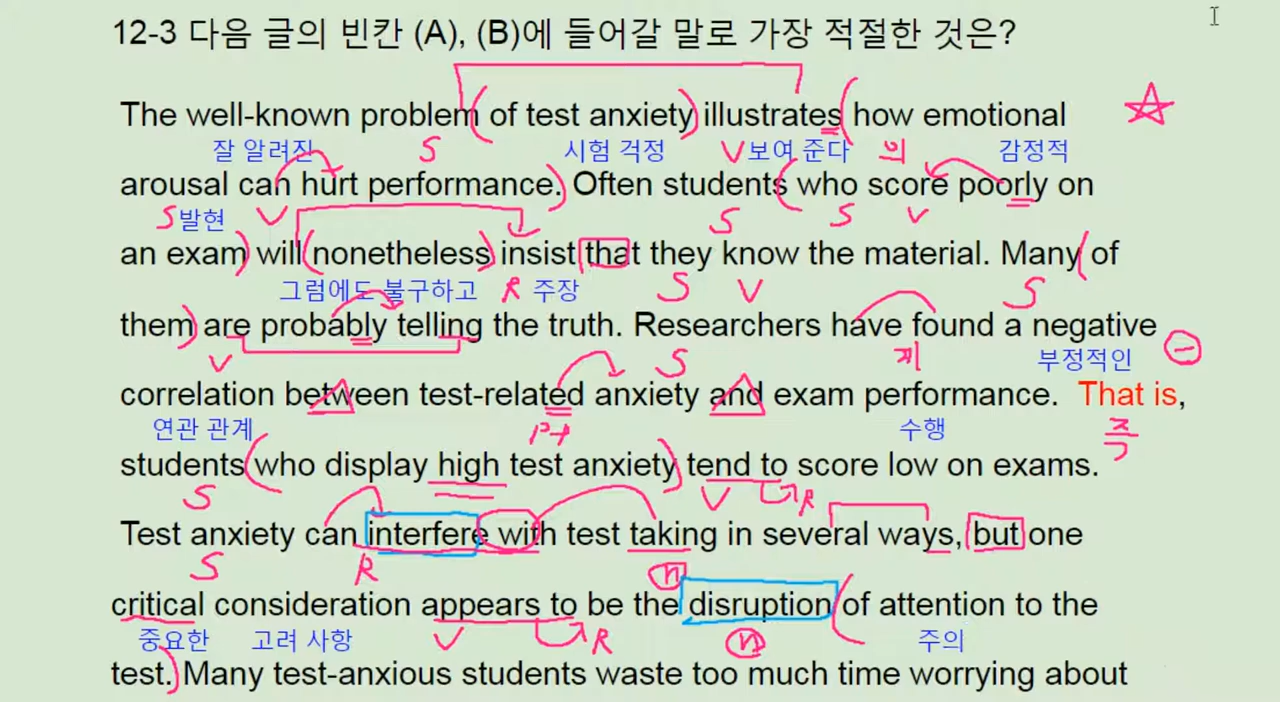 12-3 다음 글의 빈칸 (A), (B)에 들어갈 말로 가장 적절한 것은?
The well-known problem (of test anxiety) illustrates (how emotional
잘 알려진 S 시험 걱정 V 보여 준다 의 감정적
arousal can hurt performance.) Often students (who score poorly on
S 발현 V S S V
an exam) will (nonetheless) insist that they know the material. Many (of
그럼에도 불구하고 R 주장 S V S
them) are probably telling the truth. Researchers have found a negative
V S 계 부정적인
correlation between test-related anxiety and exam performance. That is,
연관 관계 수행 즉
students (who display high test anxiety) tend to score low on exams.
S V R
Test anxiety can interfere with test taking in several ways, but one
S R n
critical consideration appears to be the disruption (of attention to the
중요한 고려 사항 V R n 주의
test.) Many test-anxious students waste too much time worrying about